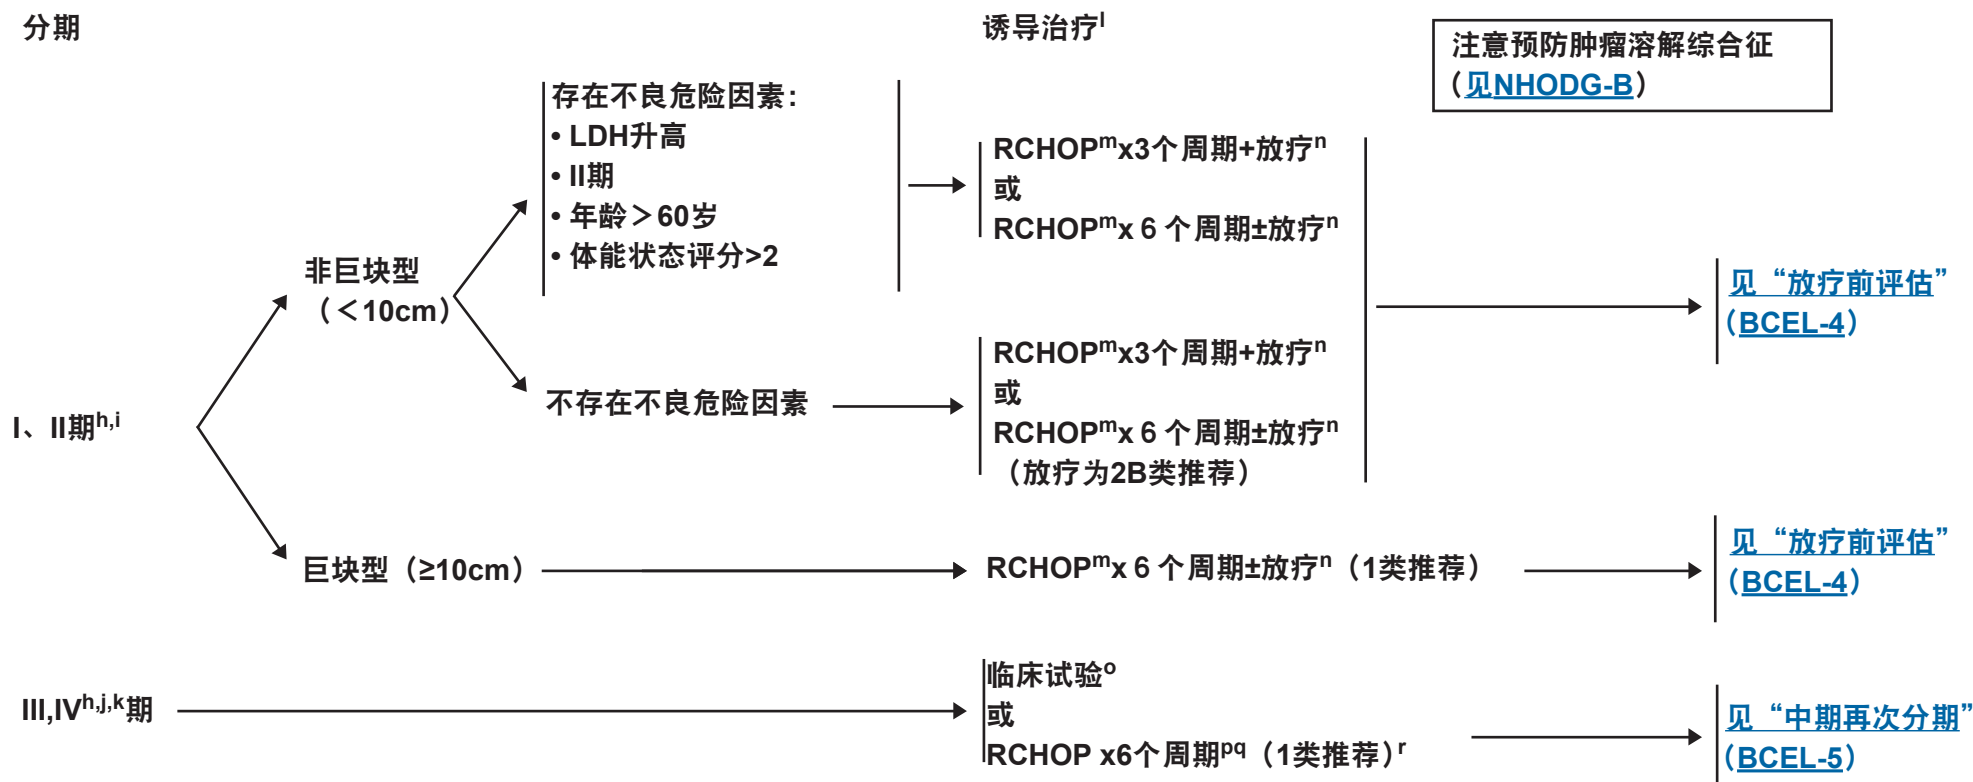 分期
诱导治疗l
注意预防肿瘤溶解综合征
（见NHODG-B）
存在不良危险因素：
• LDH升高
• II期
• 年龄＞60岁
• 体能状态评分>2
RCHOPmx3个周期+放疗n
或
RCHOPmx 6 个周期±放疗n
非巨块型
（＜10cm）
见“放疗前评估”
（BCEL-4）
不存在不良危险因素
RCHOPmx3个周期+放疗n
或
RCHOPmx 6 个周期±放疗n
（放疗为2B类推荐）
I、II期h,i
巨块型（≥10cm）
RCHOPmx 6 个周期±放疗n（1类推荐）
见“放疗前评估”
（BCEL-4）
III,IVh,j,k期
临床试验o
或
RCHOP x6个周期pq（1类推荐）r
见“中期再次分期”
（BCEL-5）